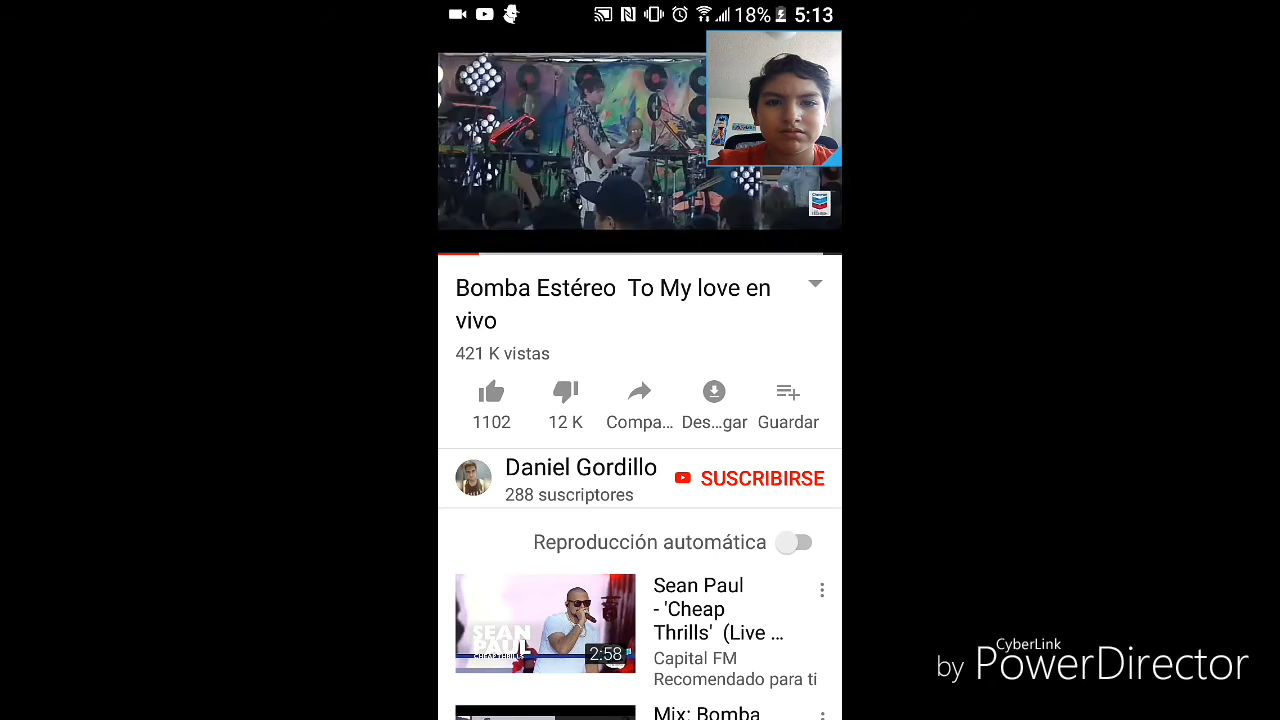 18% 5:13
Bomba Estéreo To My love en
vivo
421 K vistas
1102
12 K
Compa...
Des...gar
Guardar
Daniel Gordillo
288 suscriptores
SUSCRIBIRSE
Reproducción automática
SEAN
PAUL
CHEAP THRILLS
2:58
Sean Paul
- 'Cheap
Thrills' (Live ...
Capital FM
Recomendado para ti
Mix: Bomba
CyberLink
by PowerDirector